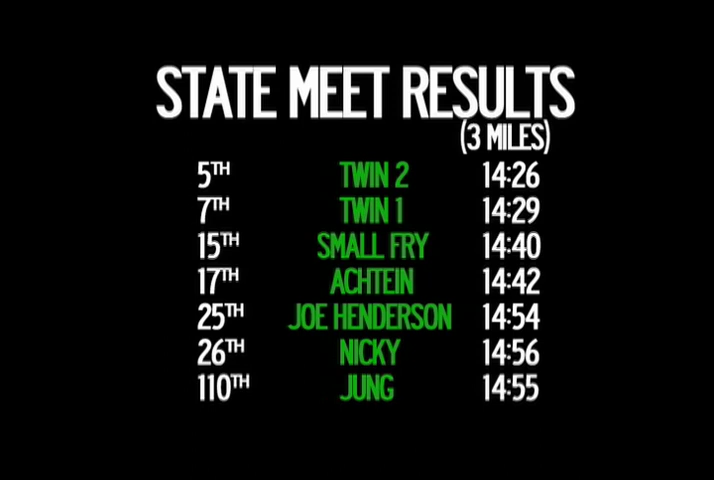 STATE MEET RESULTS
(3 MILES)
5TH TWIN 2 14:26
7TH TWIN 1 14:29
15TH SMALL FRY 14:40
17TH ACHTEIN 14:42
25TH JOE HENDERSON 14:54
26TH NICKY 14:56
110TH JUNG 14:55